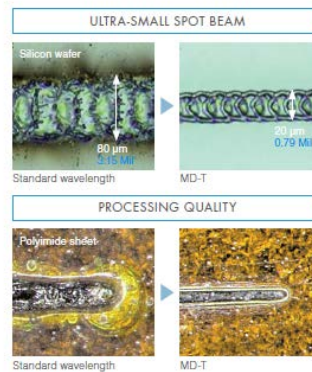 ULTRA-SMALL SPOT BEAM
Silicon wafer
80 µm
3.15 Mil
20 µm
0.79 Mil
Standard wavelength
MD-T
PROCESSING QUALITY
Polyimide sheet
Standard wavelength
MD-T